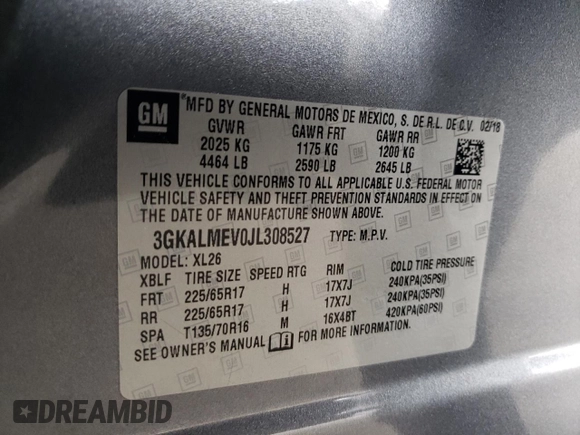 GM
MFD BY GENERAL MOTORS DE MEXICO, S. DE R.L. DE C.V. 02/18
GVWR GAWR FRT GAWR RR
2025 KG 1175 KG 1200 KG
4464 LB 2590 LB 2645 LB
THIS VEHICLE CONFORMS TO ALL APPLICABLE U.S. FEDERAL MOTOR
VEHICLE SAFETY AND THEFT PREVENTION STANDARDS IN EFFECT ON
THE DATE OF MANUFACTURE SHOWN ABOVE.
3GKALMEV0JL308527 TYPE: M.P.V.
MODEL: XL26
XBLF TIRE SIZE SPEED RTG RIM COLD TIRE PRESSURE
FRT 225/65R17 H 17X7J 240KPA(35PSI)
RR 225/65R17 H 17X7J 240KPA(35PSI)
SPA T135/70R16 M 16X4BT 420KPA(60PSI)
SEE OWNER'S MANUAL FOR MORE INFORMATION.
DREAMBID